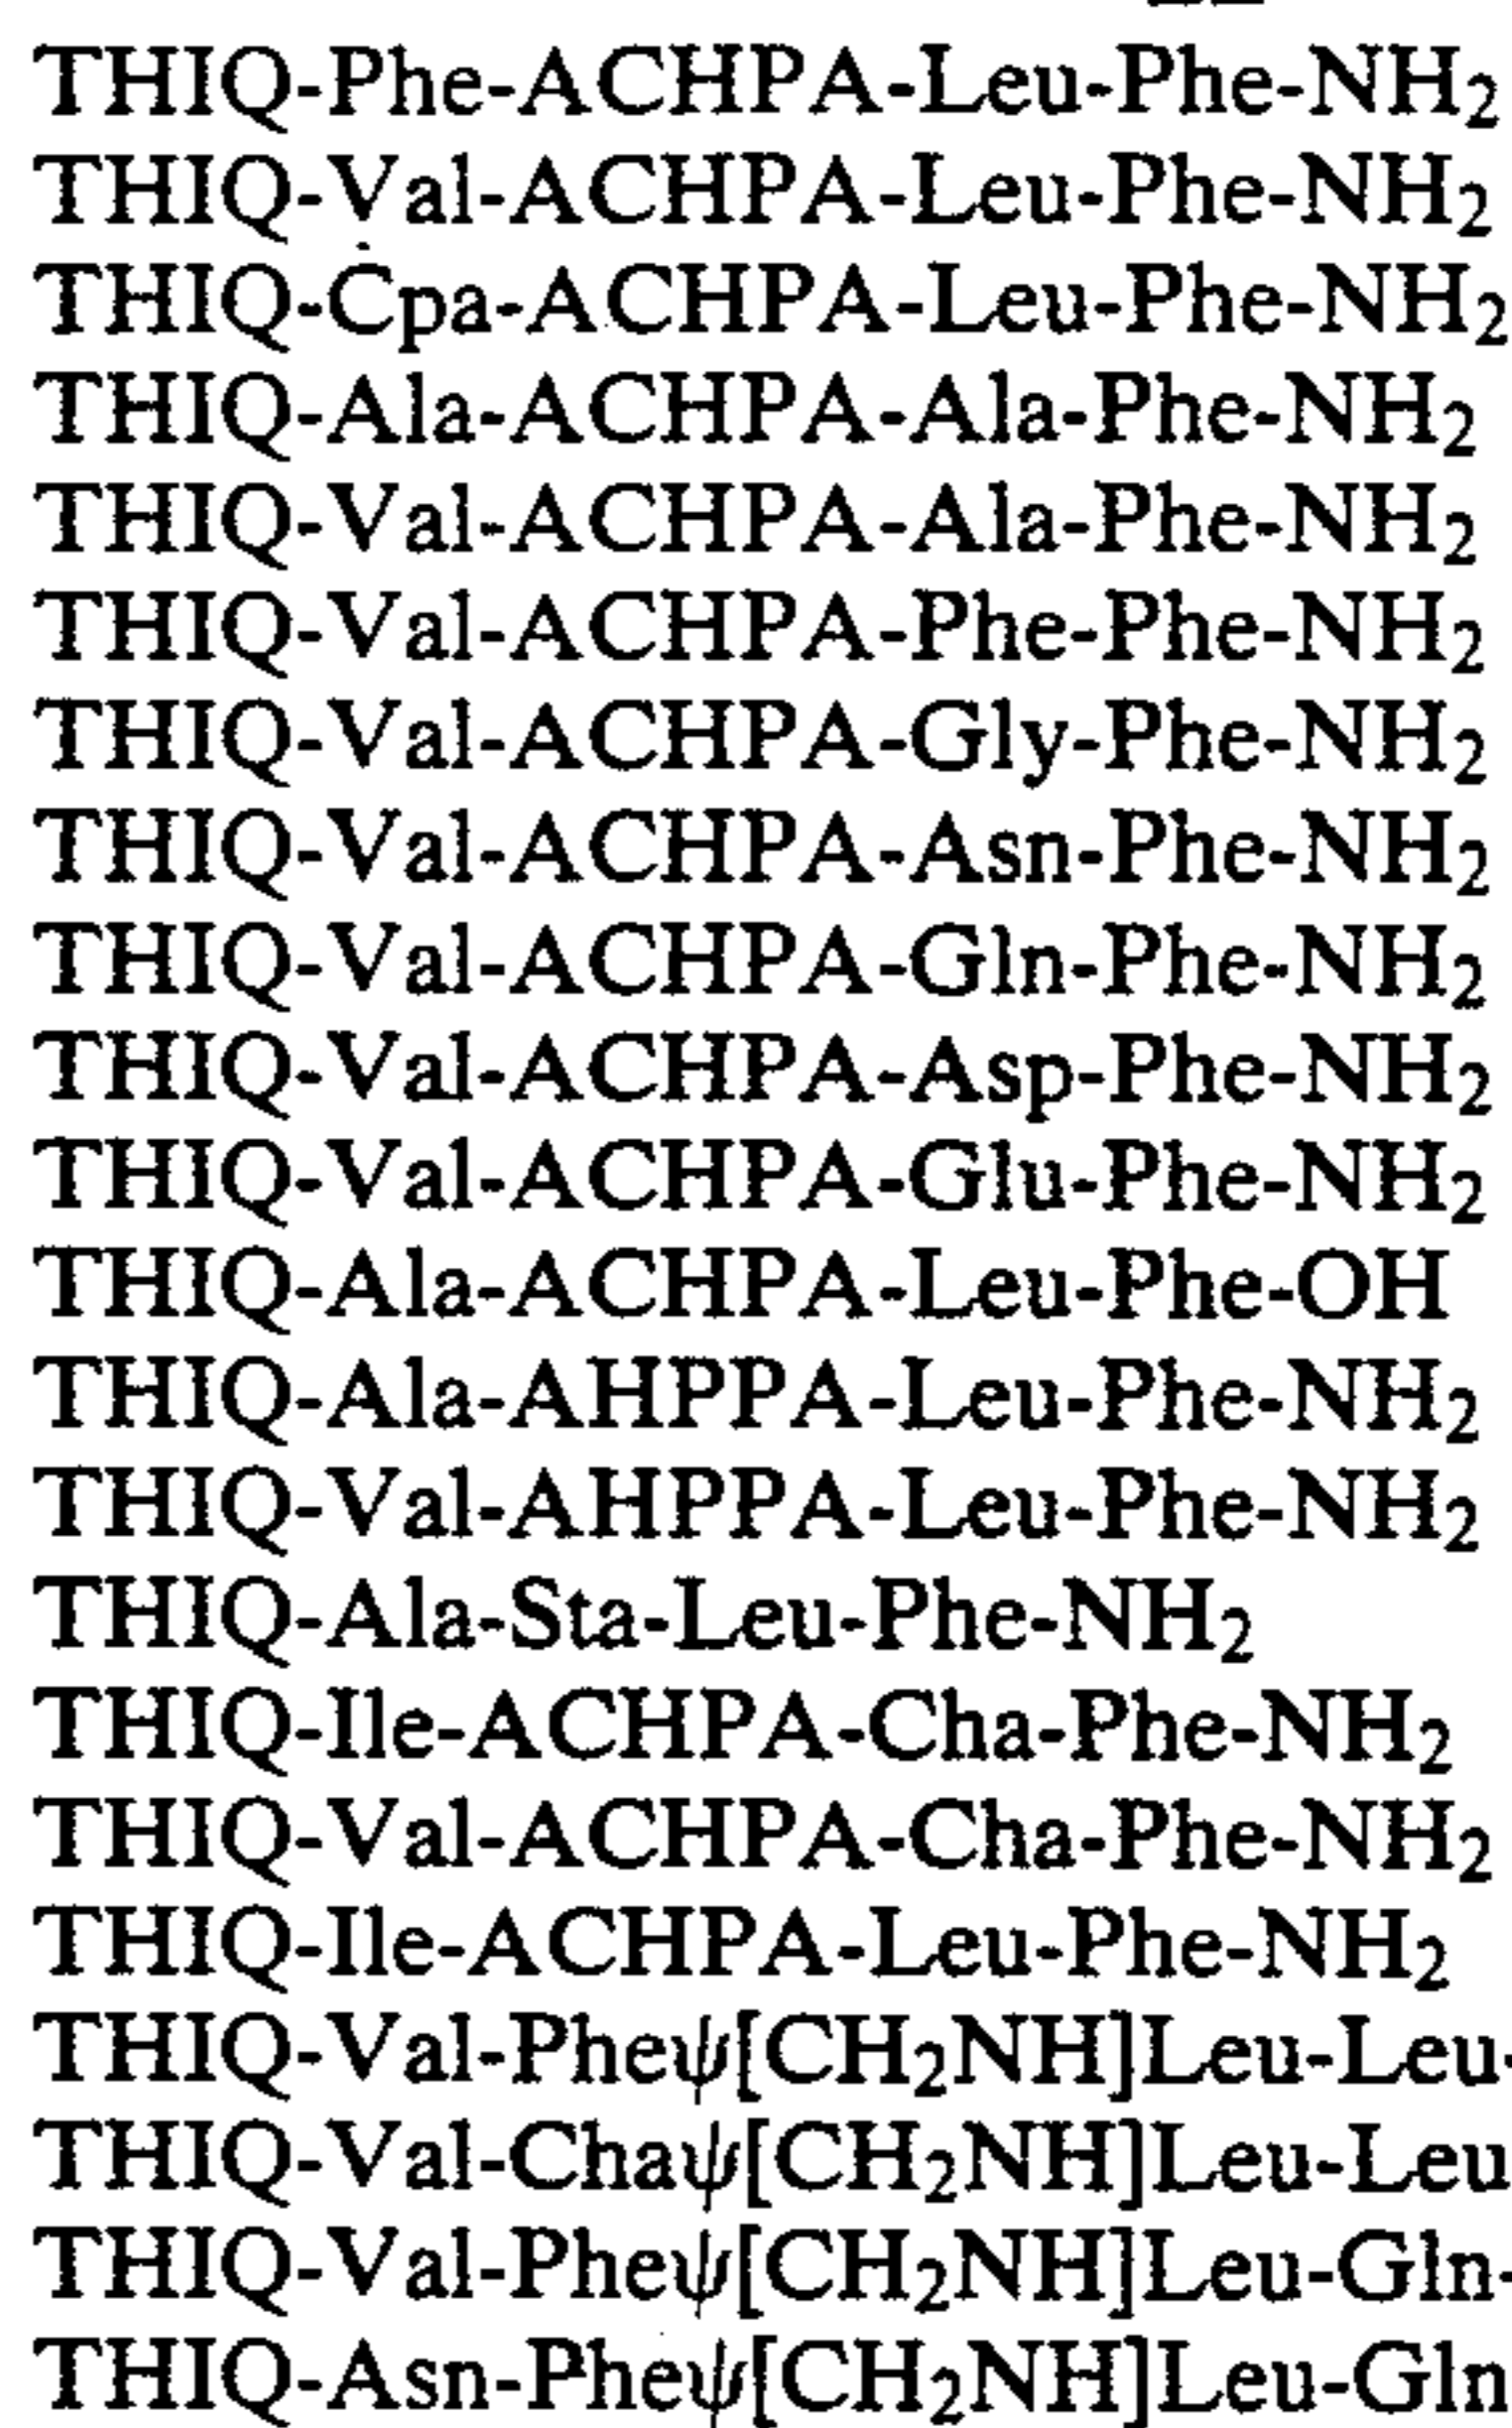 THIQ-Phe-ACHPA-Leu-Phe-NH₂
THIQ-Val-ACHPA-Leu-Phe-NH₂
THIQ-Cpa-ACHPA-Leu-Phe-NH₂
THIQ-Ala-ACHPA-Ala-Phe-NH₂
THIQ-Val-ACHPA-Ala-Phe-NH₂
THIQ-Val-ACHPA-Phe-Phe-NH₂
THIQ-Val-ACHPA-Gly-Phe-NH₂
THIQ-Val-ACHPA-Asn-Phe-NH₂
THIQ-Val-ACHPA-Gln-Phe-NH₂
THIQ-Val-ACHPA-Asp-Phe-NH₂
THIQ-Val-ACHPA-Glu-Phe-NH₂
THIQ-Ala-ACHPA-Leu-Phe-OH
THIQ-Ala-AHPPA-Leu-Phe-NH₂
THIQ-Val-AHPPA-Leu-Phe-NH₂
THIQ-Ala-Sta-Leu-Phe-NH₂
THIQ-Ile-ACHPA-Cha-Phe-NH₂
THIQ-Val-ACHPA-Cha-Phe-NH₂
THIQ-Ile-ACHPA-Leu-Phe-NH₂
THIQ-Val-Pheψ[CH₂NH]Leu-Leu-
THIQ-Val-Chaψ[CH₂NH]Leu-Leu
THIQ-Val-Pheψ[CH₂NH]Leu-Gln-
THIQ-Asn-Pheψ[CH₂NH]Leu-Gln